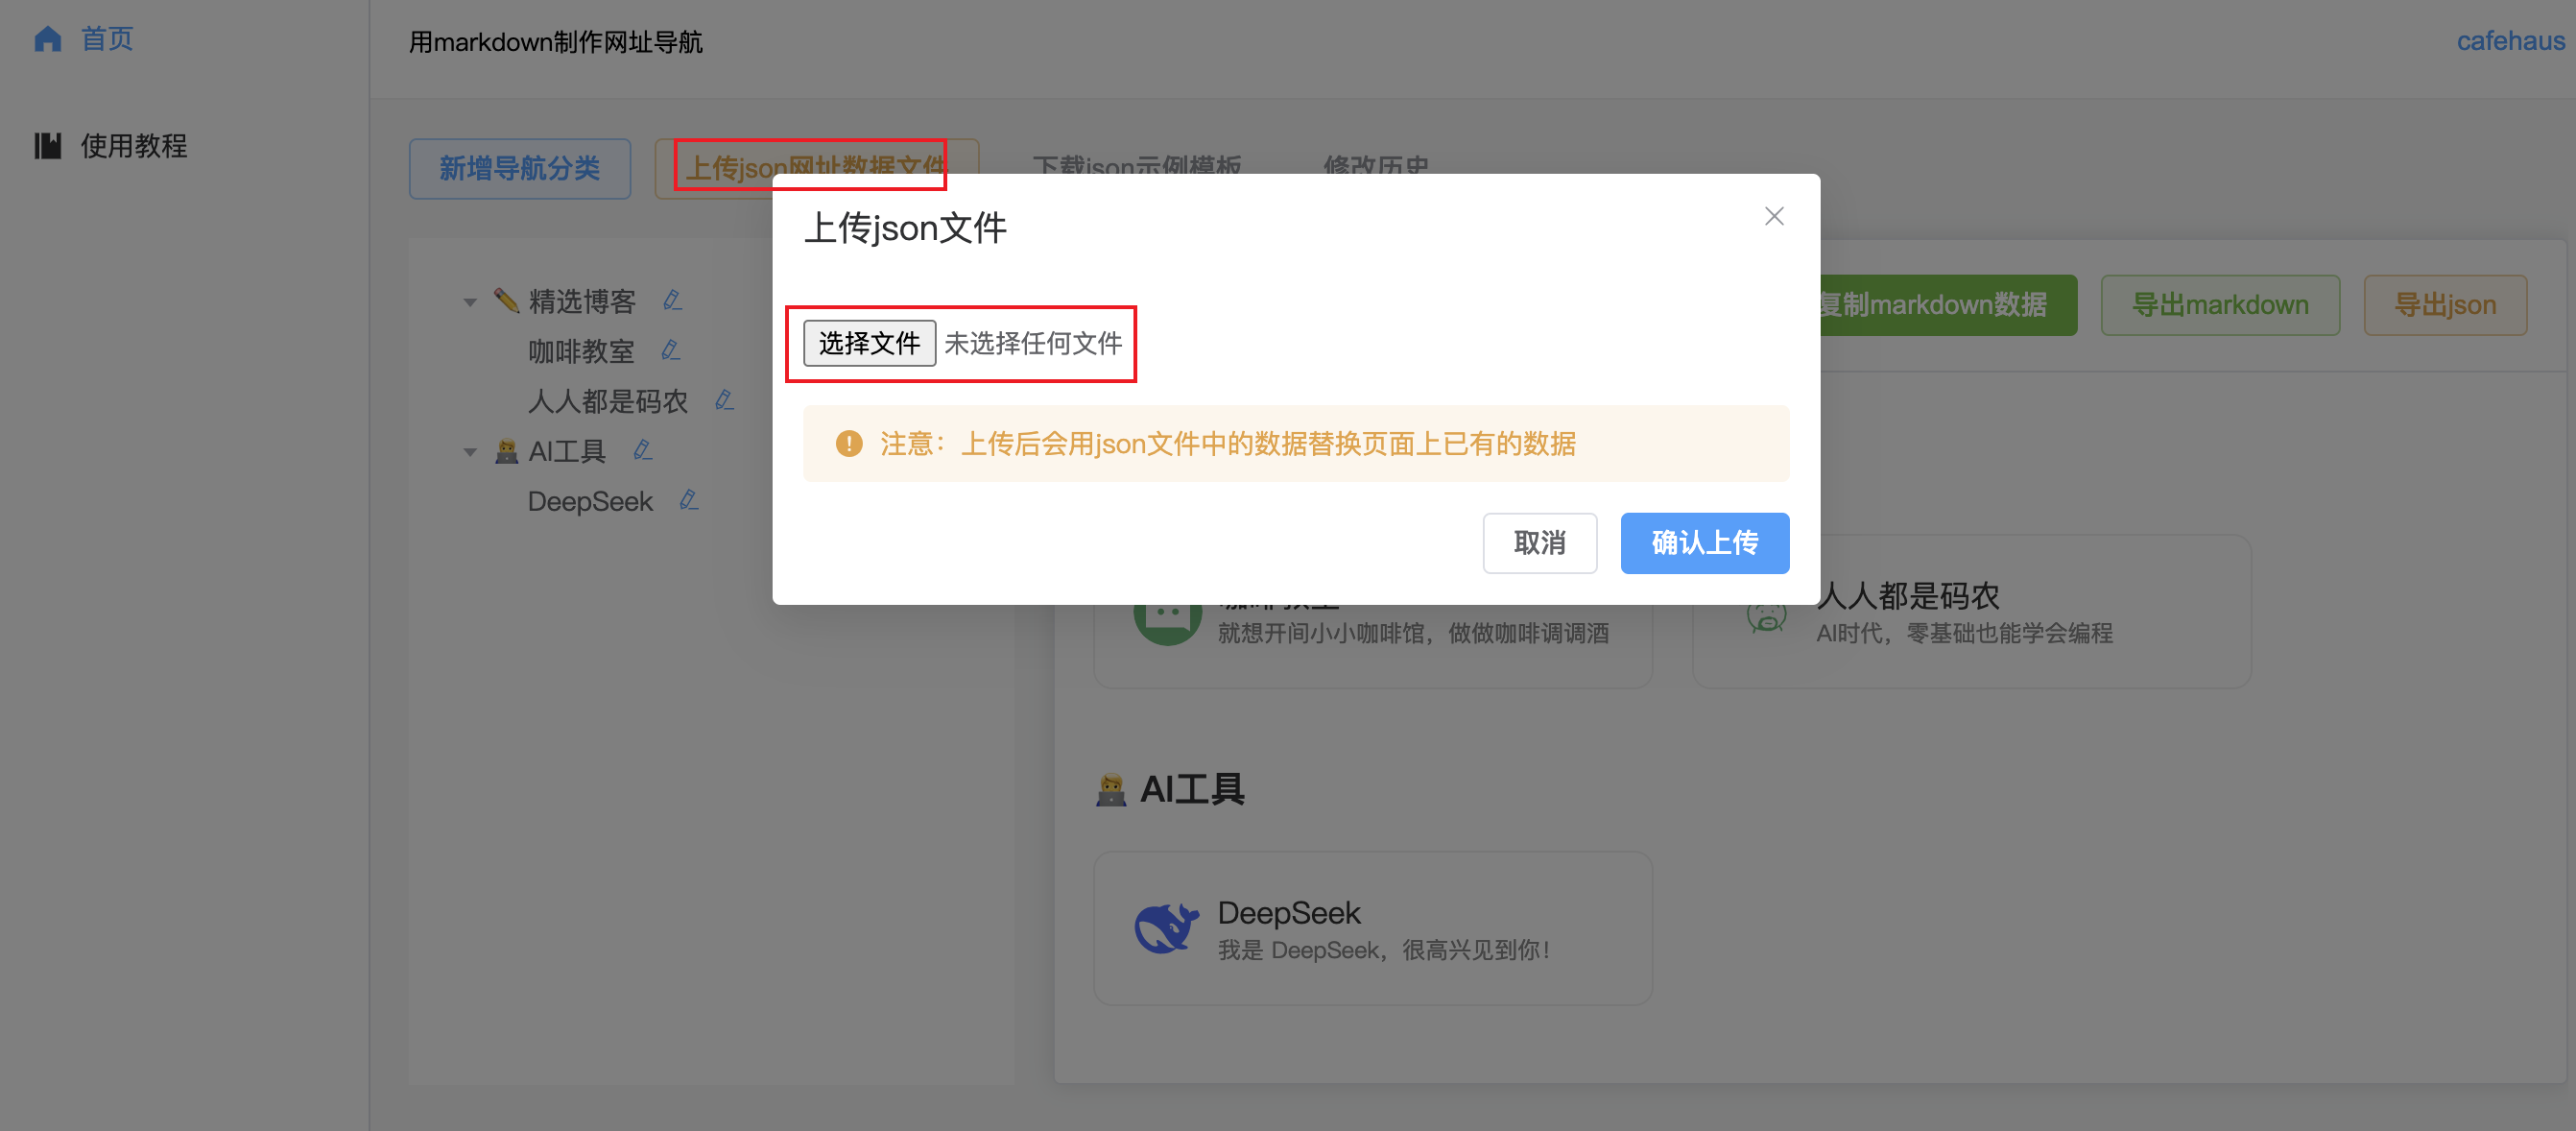 首页
使用教程
用markdown制作网址导航
cafehaus
新增导航分类
上传json网址数据文件
下载json示例模板
修改历史
上传json文件
选择文件 未选择任何文件
注意：上传后会用json文件中的数据替换页面上已有的数据
取消
确认上传
精选博客
咖啡教室
人人都是码农
AI工具
DeepSeek
复制markdown数据
导出markdown
导出json
咖啡教室
就想开间小小咖啡馆，做做咖啡调调酒
人人都是码农
AI时代，零基础也能学会编程
AI工具
DeepSeek
我是 DeepSeek，很高兴见到你！